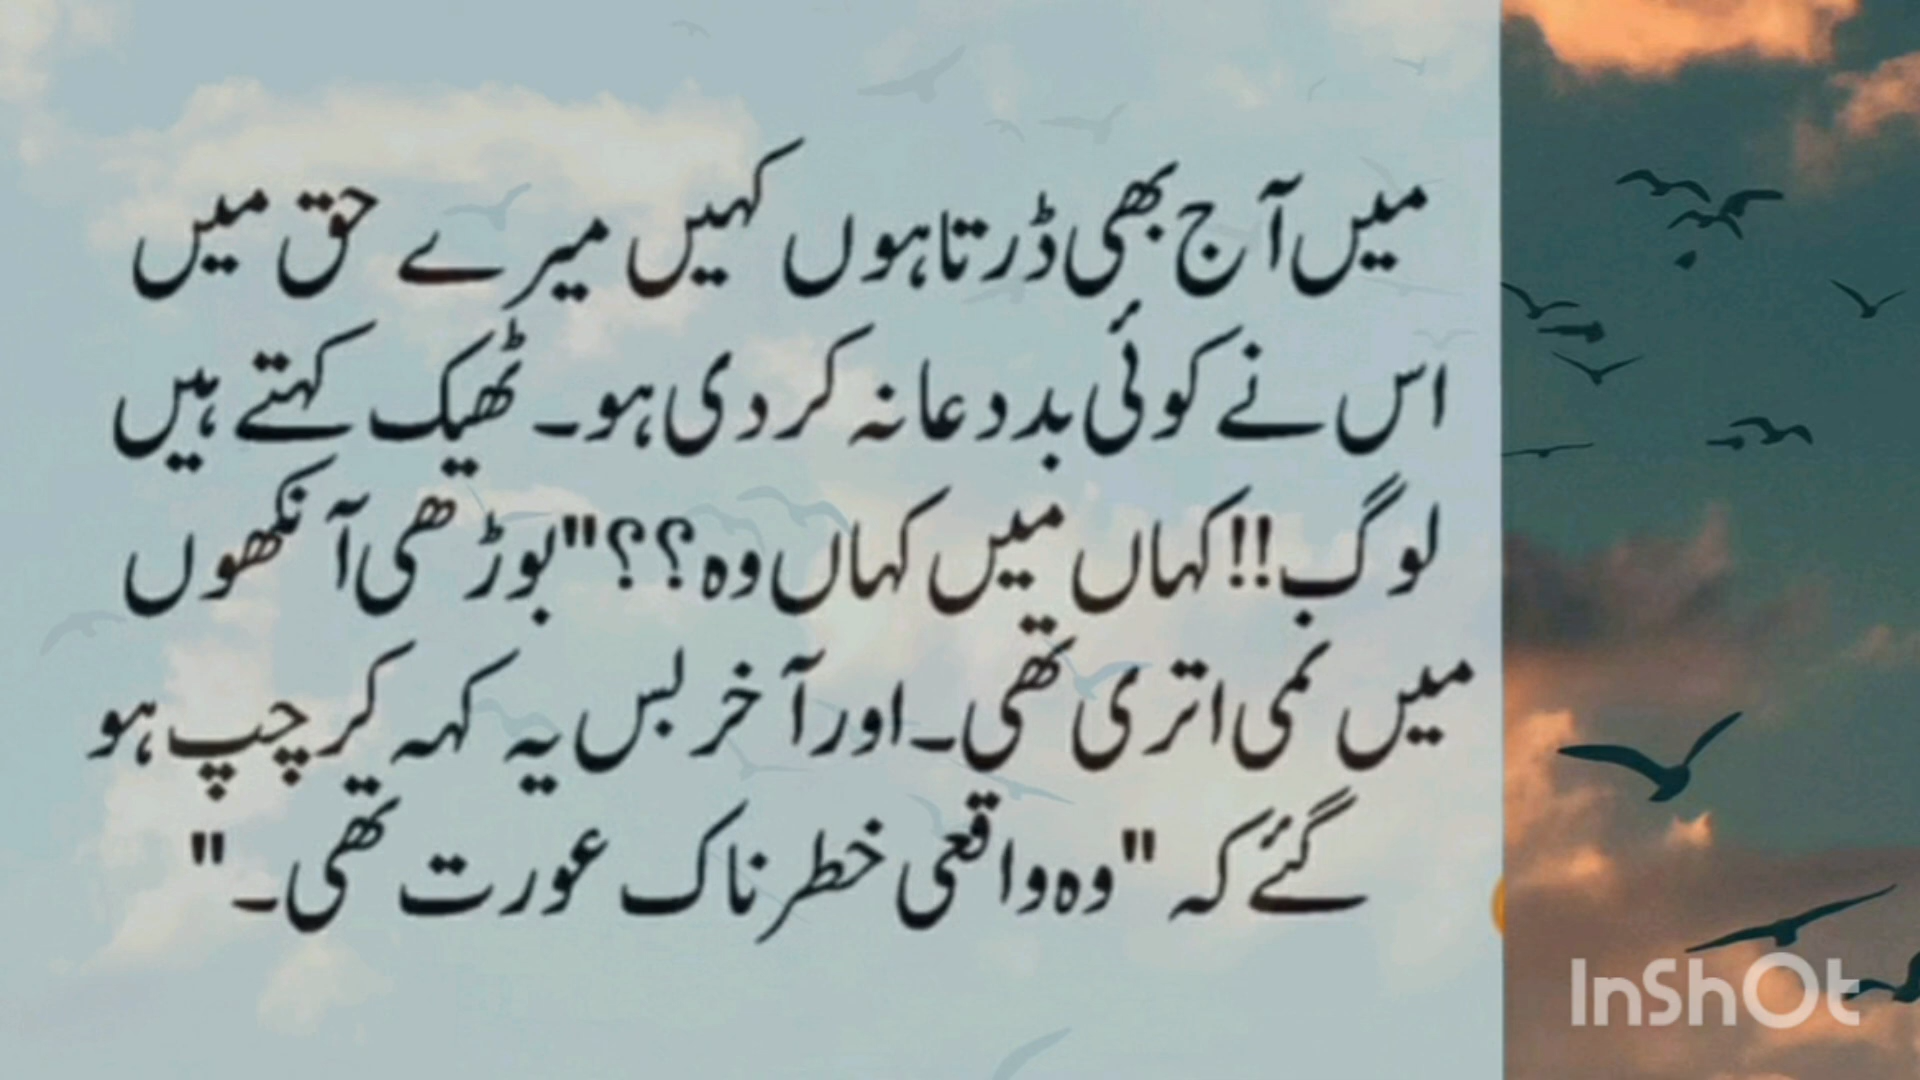 میں آج بھی ڈرتا ہوں کہیں میرے حق میں
اس نے کوئی بددعا نہ کر دی ہو۔ ٹھیک کہتے ہیں
لوگ!! کہاں میں کہاں وہ؟؟" بوڑھی آنکھوں
میں نمی اتری تھی۔ اور آخر بس یہ کہہ کر چپ ہو
گئے کہ "وہ واقعی خطرناک عورت تھی۔"
InShOt